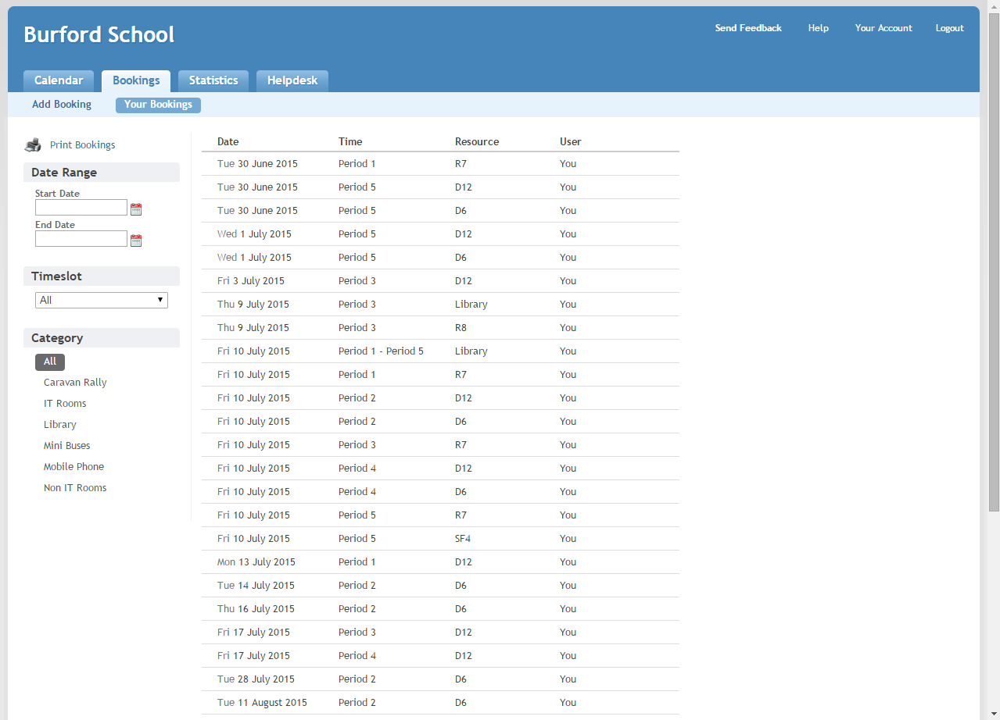 Burford School
Send Feedback Help Your Account Logout
Calendar Bookings Statistics Helpdesk
Add Booking Your Bookings
Print Bookings
Date Range
Start Date
End Date
Timeslot
All
Category
All
Caravan Rally
IT Rooms
Library
Mini Buses
Mobile Phone
Non IT Rooms
Date Time Resource User
Tue 30 June 2015 Period 1 R7 You
Tue 30 June 2015 Period 5 D12 You
Tue 30 June 2015 Period 5 D6 You
Wed 1 July 2015 Period 5 D12 You
Wed 1 July 2015 Period 5 D6 You
Fri 3 July 2015 Period 3 D12 You
Thu 9 July 2015 Period 3 Library You
Thu 9 July 2015 Period 3 R8 You
Fri 10 July 2015 Period 1 - Period 5 Library You
Fri 10 July 2015 Period 1 R7 You
Fri 10 July 2015 Period 2 D12 You
Fri 10 July 2015 Period 2 D6 You
Fri 10 July 2015 Period 3 R7 You
Fri 10 July 2015 Period 4 D12 You
Fri 10 July 2015 Period 4 D6 You
Fri 10 July 2015 Period 5 R7 You
Fri 10 July 2015 Period 5 SF4 You
Mon 13 July 2015 Period 1 D12 You
Tue 14 July 2015 Period 2 D6 You
Thu 16 July 2015 Period 2 D6 You
Fri 17 July 2015 Period 3 D12 You
Fri 17 July 2015 Period 4 D12 You
Tue 28 July 2015 Period 2 D6 You
Tue 11 August 2015 Period 2 D6 You